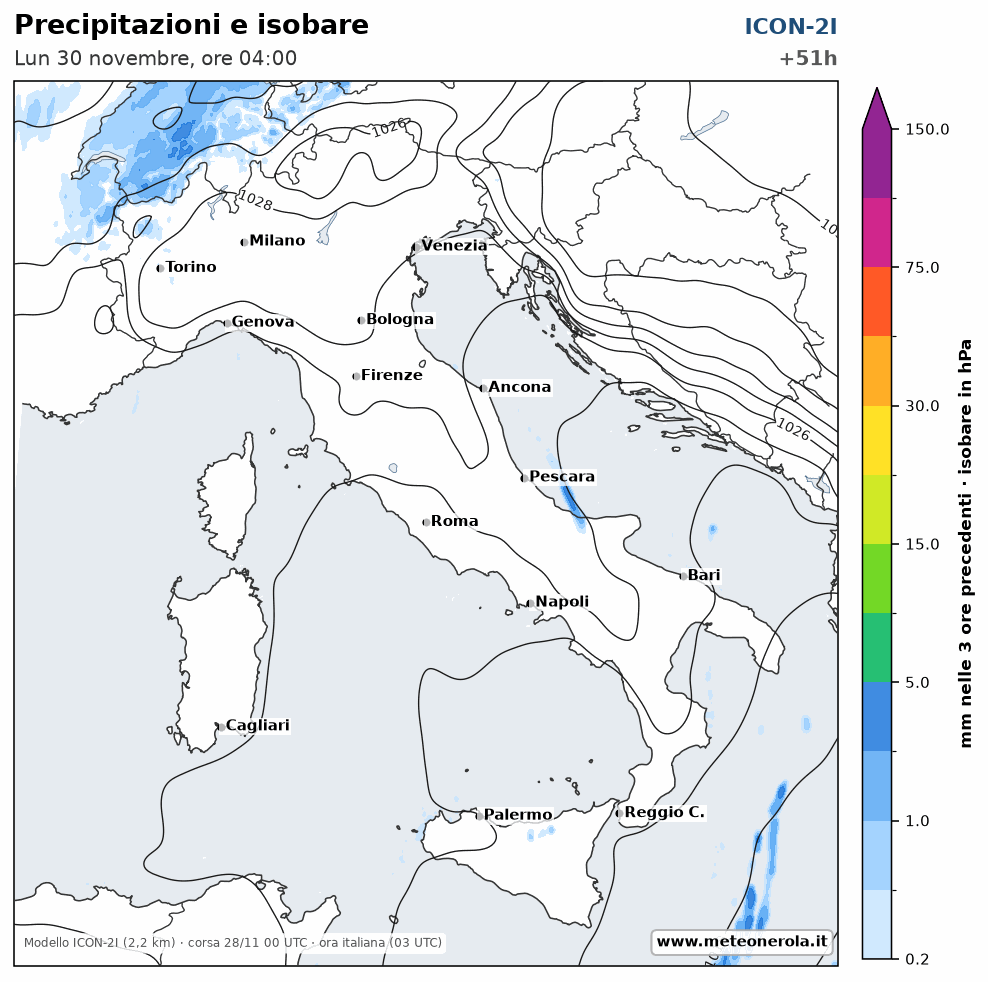 Precipitazioni e isobare
ICON-2I
Lun 30 novembre, ore 04:00
+51h
1026
1028
10
Milano
Venezia
Torino
Genova
Bologna
Firenze
Ancona
1026
Pescara
Roma
Bari
Napoli
Cagliari
Palermo
Reggio C.
Modello ICON-2I (2,2 km) · corsa 28/11 00 UTC · ora italiana (03 UTC)
www.meteonerola.it
150.0
75.0
30.0
15.0
5.0
1.0
0.2
mm nelle 3 ore precedenti · isobare in hPa